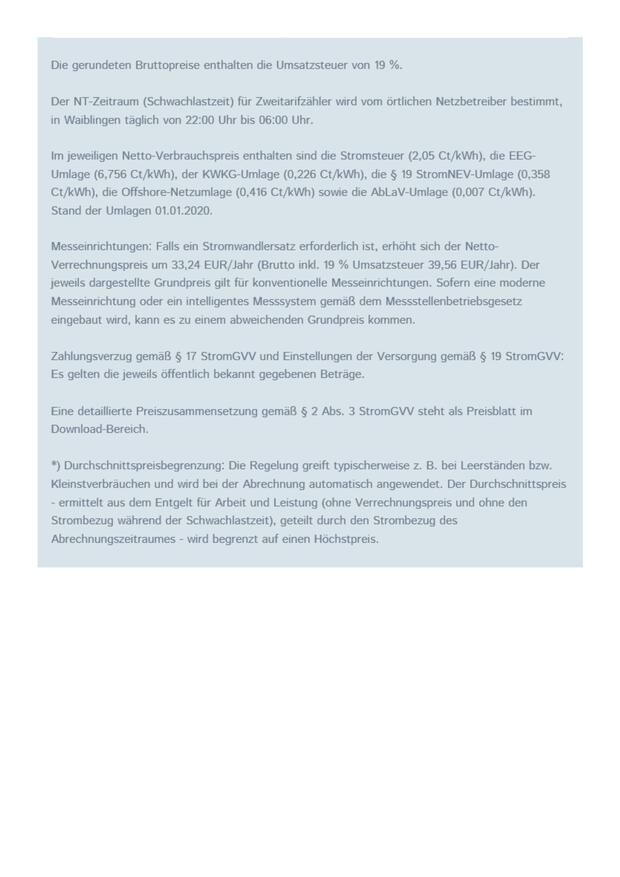 Die gerundeten Bruttopreise enthalten die Umsatzsteuer von 19 %.
Der NT-Zeitraum (Schwachlastzeit) für Zweitarifzähler wird vom örtlichen Netzbetreiber bestimmt,
in Waiblingen täglich von 22:00 Uhr bis 06:00 Uhr.
Im jeweiligen Netto-Verbrauchspreis enthalten sind die Stromsteuer (2,05 Ct/kWh), die EEG-
Umlage (6,756 Ct/kWh), der KWKG-Umlage (0,226 Ct/kWh), die § 19 StromNEV-Umlage (0,358
Ct/kWh), die Offshore-Netzumlage (0,416 Ct/kWh) sowie die AbLaV-Umlage (0,007 Ct/kWh).
Stand der Umlagen 01.01.2020.
Messeinrichtungen: Falls ein Stromwandlersatz erforderlich ist, erhöht sich der Netto-
Verrechnungspreis um 33,24 EUR/Jahr (Brutto inkl. 19 % Umsatzsteuer 39,56 EUR/Jahr). Der
jeweils dargestellte Grundpreis gilt für konventionelle Messeinrichtungen. Sofern eine moderne
Messeinrichtung oder ein intelligentes Messsystem gemäß dem Messstellenbetriebsgesetz
eingebaut wird, kann es zu einem abweichenden Grundpreis kommen.
Zahlungsverzug gemäß § 17 StromGVV und Einstellungen der Versorgung gemäß § 19 StromGVV:
Es gelten die jeweils öffentlich bekannt gegebenen Beträge.
Eine detaillierte Preiszusammensetzung gemäß § 2 Abs. 3 StromGVV steht als Preisblatt im
Download-Bereich.
*) Durchschnittspreisbegrenzung: Die Regelung greift typischerweise z. B. bei Leerständen bzw.
Kleinstverbräuchen und wird bei der Abrechnung automatisch angewendet. Der Durchschnittspreis
- ermittelt aus dem Entgelt für Arbeit und Leistung (ohne Verrechnungspreis und ohne den
Strombezug während der Schwachlastzeit), geteilt durch den Strombezug des
Abrechnungszeitraumes - wird begrenzt auf einen Höchstpreis.